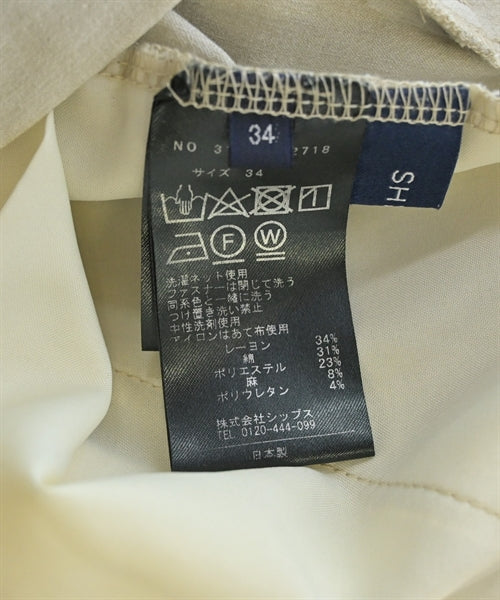 34
SH
NO 3 2718
サイズ 34
F W
洗濯ネット使用
ファスナーは閉じて洗う
同系色と一緒に洗う
つけ置き洗い禁止
中性洗剤使用
アイロンはあて布使用
レーヨン 34%
綿 31%
ポリエステル 23%
麻 8%
ポリウレタン 4%
株式会社シップス
TEL 0120-444-099
日本製